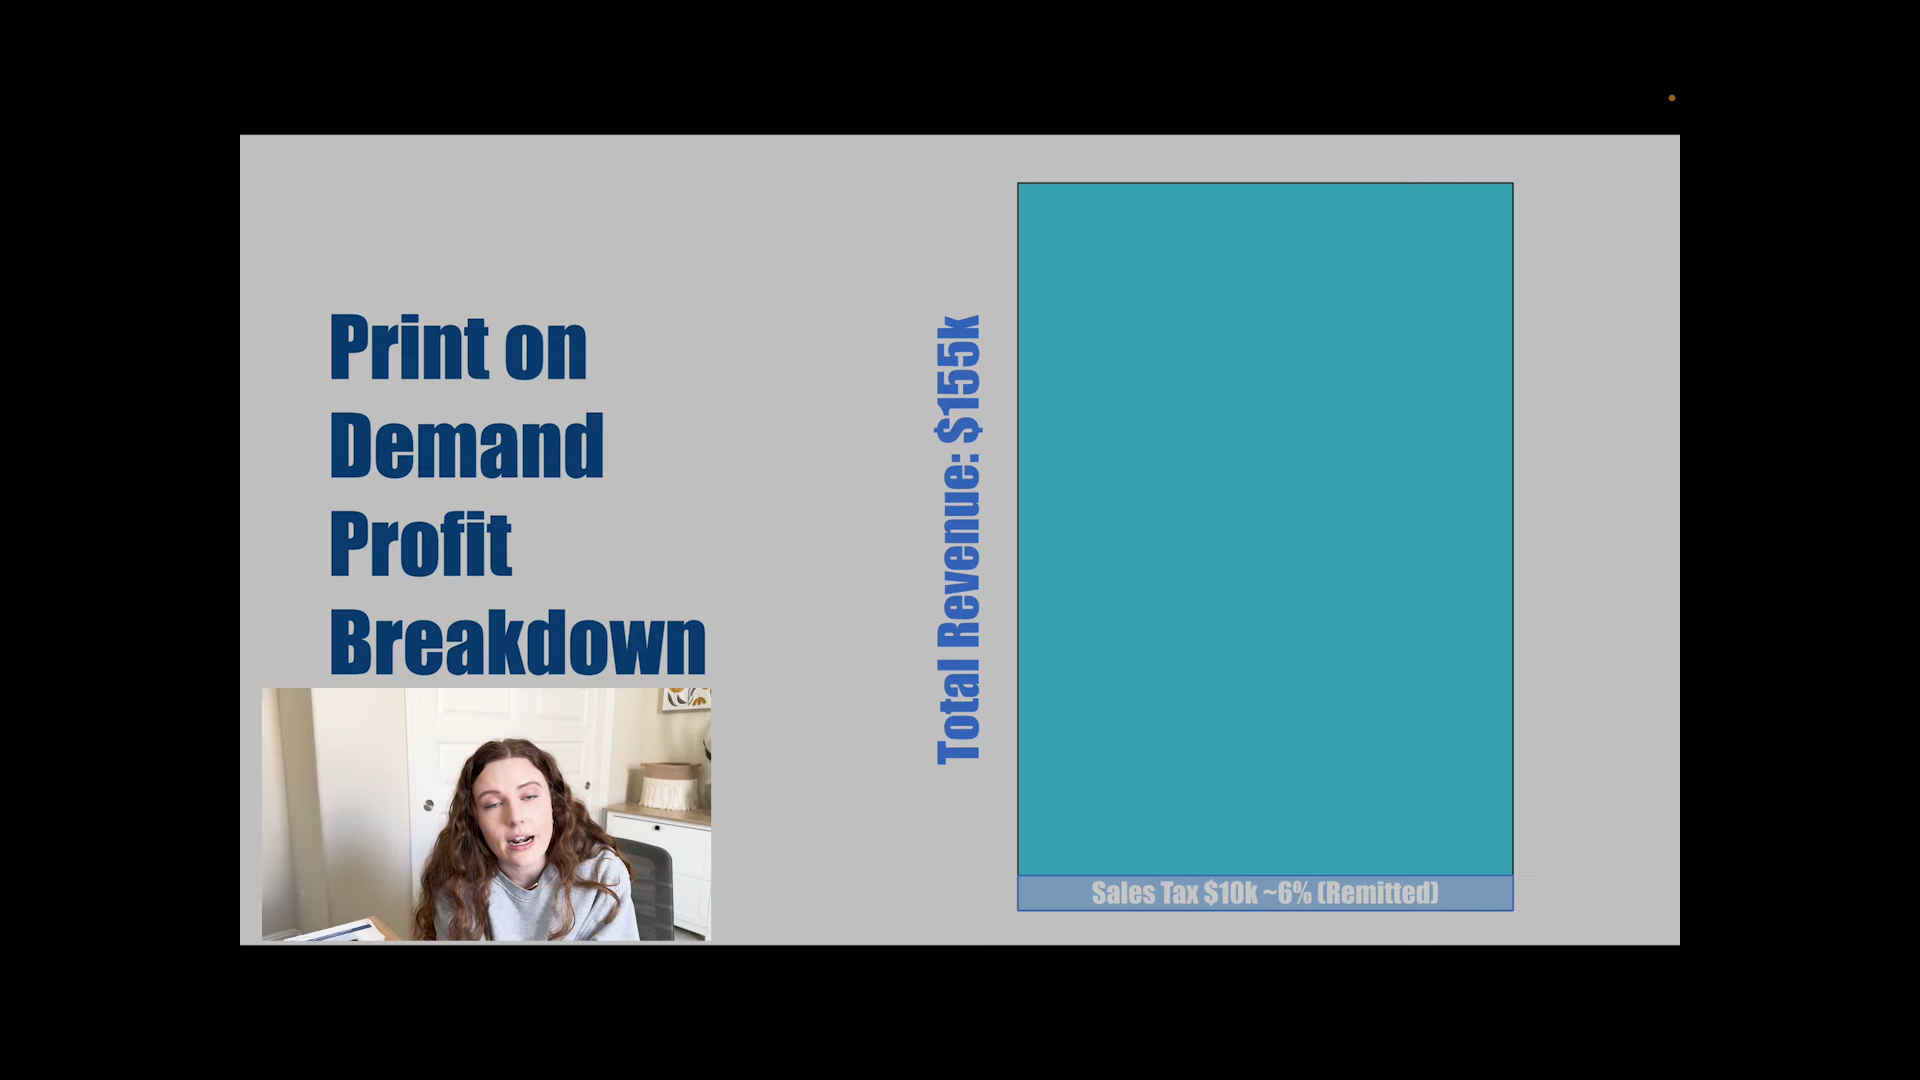 Print on
Demand
Profit
Breakdown
Total Revenue: $155k
Sales Tax $10k ~6% (Remitted)